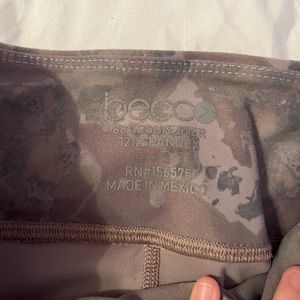 becco
88% POLYESTER
12% SPANDEX
RN#156575
MADE IN MEXICO